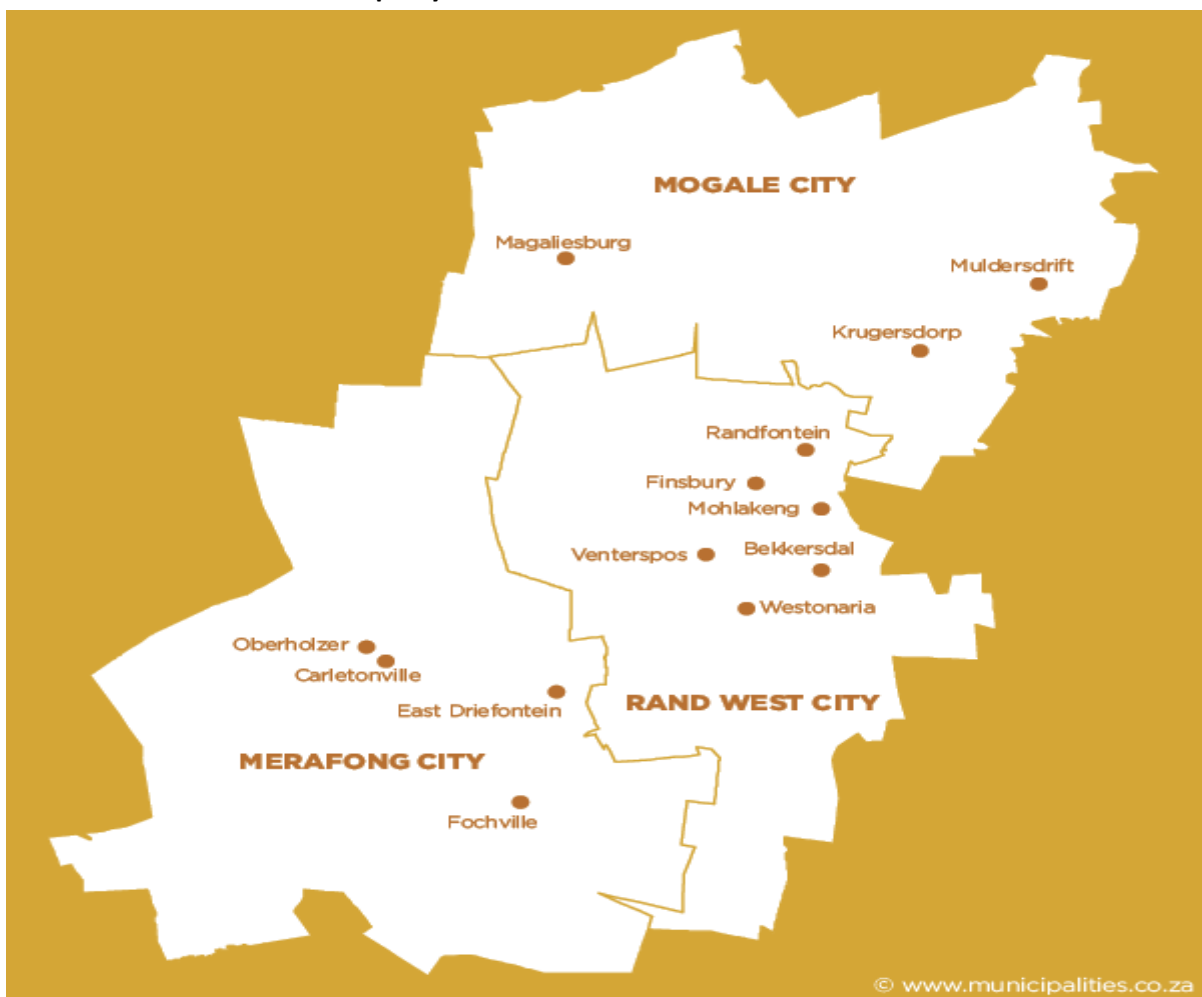 MOGALE CITY
Magaliesburg
Muldersdrift
Krugersdorp
Randfontein
Finsbury
Mohlakeng
Venterspos
Bekkersdal
Westonaria
Oberholzer
Carletonville
East Driefontein
RAND WEST CITY
MERAFONG CITY
Fochville
© www.municipalities.co.za